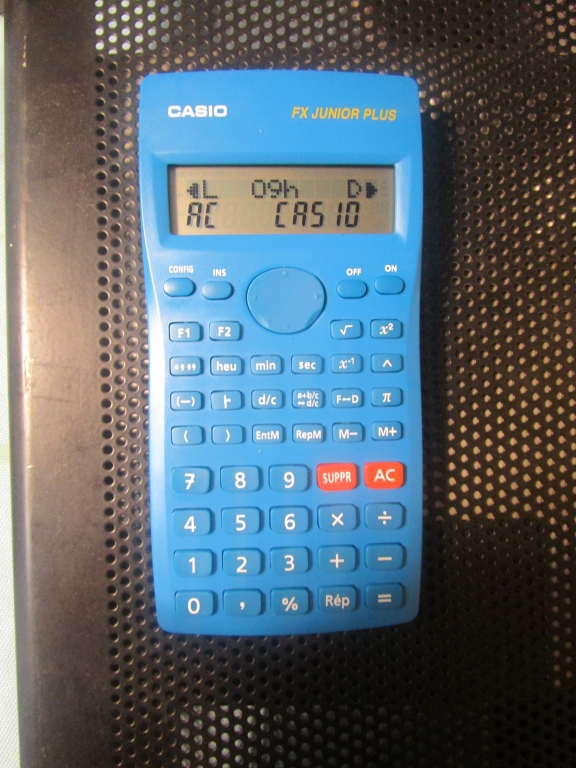 CASIO FX JUNIOR PLUS
L 09h D
AC CASIO
CONFIG INS OFF ON
F1 F2 √ x²
° ' '' heu min sec x⁻¹ ^
(—) d/c a+b/c ↔ d/c F↔D π
( ) EntM RepM M− M+
7 8 9 SUPPR AC
4 5 6 × ÷
1 2 3 + −
0 , % Rép =